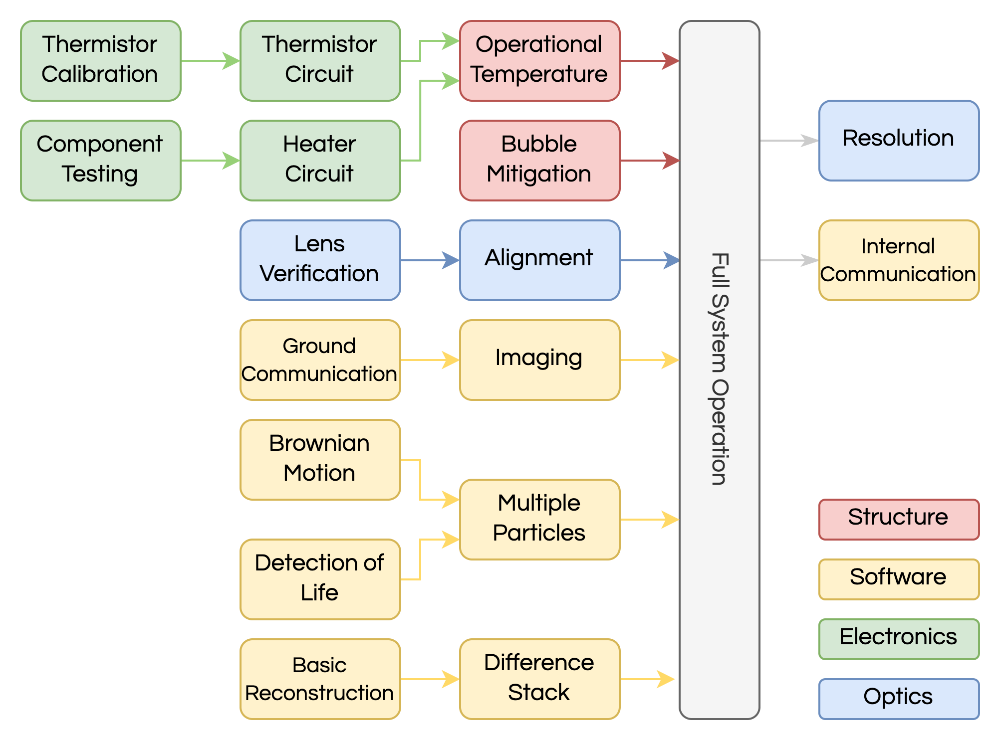 Thermistor
Calibration
Thermistor
Circuit
Operational
Temperature
Component
Testing
Heater
Circuit
Bubble
Mitigation
Resolution
Lens
Verification
Alignment
Internal
Communication
Full System Operation
Ground
Communication
Imaging
Brownian
Motion
Multiple
Particles
Detection of
Life
Basic
Reconstruction
Difference
Stack
Structure
Software
Electronics
Optics